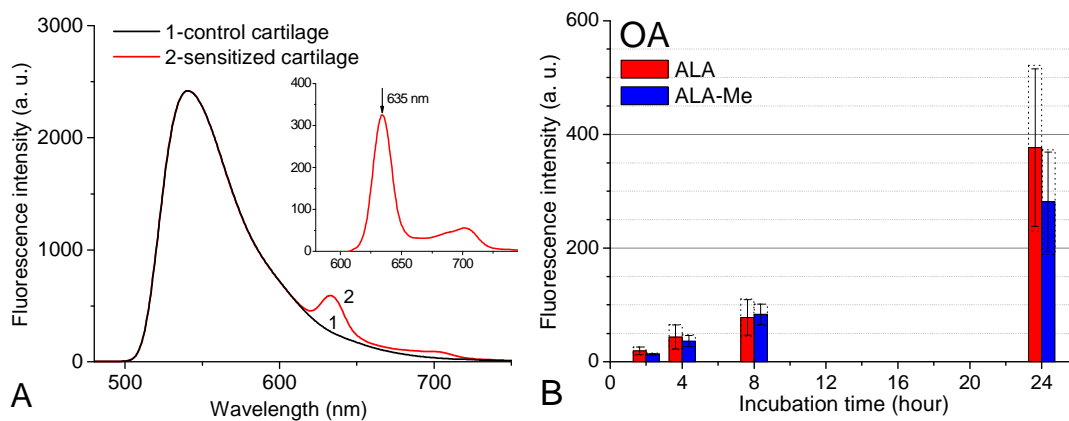 3000
2000
1000
0
Fluorescence intensity (a. u.)
1-control cartilage
2-sensitized cartilage
400
300
200
100
0
635 nm
600
650
700
2
1
500
600
700
Wavelength (nm)
A
600
400
200
0
Fluorescence intensity (a. u.)
OA
ALA
ALA-Me
0 4 8 12 16 20 24
Incubation time (hour)
B